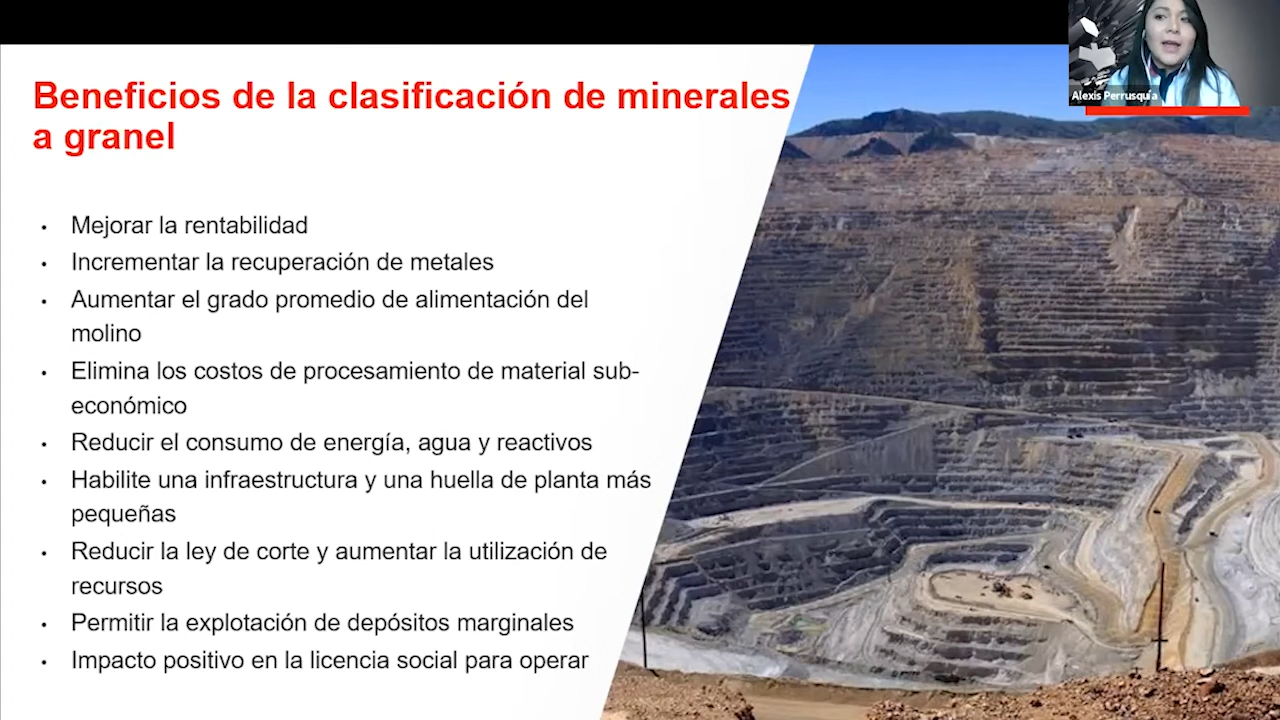 Beneficios de la clasificación de minerales
a granel
• Mejorar la rentabilidad
• Incrementar la recuperación de metales
• Aumentar el grado promedio de alimentación del
molino
• Elimina los costos de procesamiento de material sub-
económico
• Reducir el consumo de energía, agua y reactivos
• Habilite una infraestructura y una huella de planta más
pequeñas
• Reducir la ley de corte y aumentar la utilización de
recursos
• Permitir la explotación de depósitos marginales
• Impacto positivo en la licencia social para operar
Alexis Perrusquía